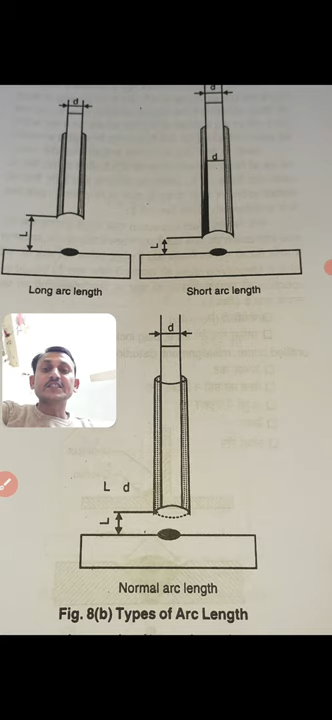 d
d
d
L
L
Long arc length
Short arc length
d
L d
L
Normal arc length
Fig. 8(b) Types of Arc Length